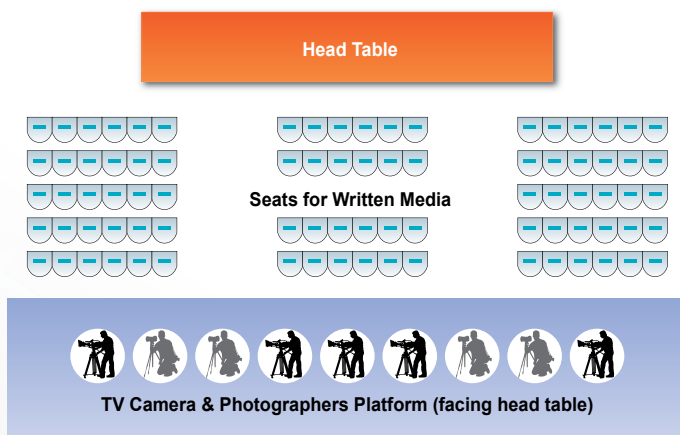 Head Table
Seats for Written Media
TV Camera & Photographers Platform (facing head table)